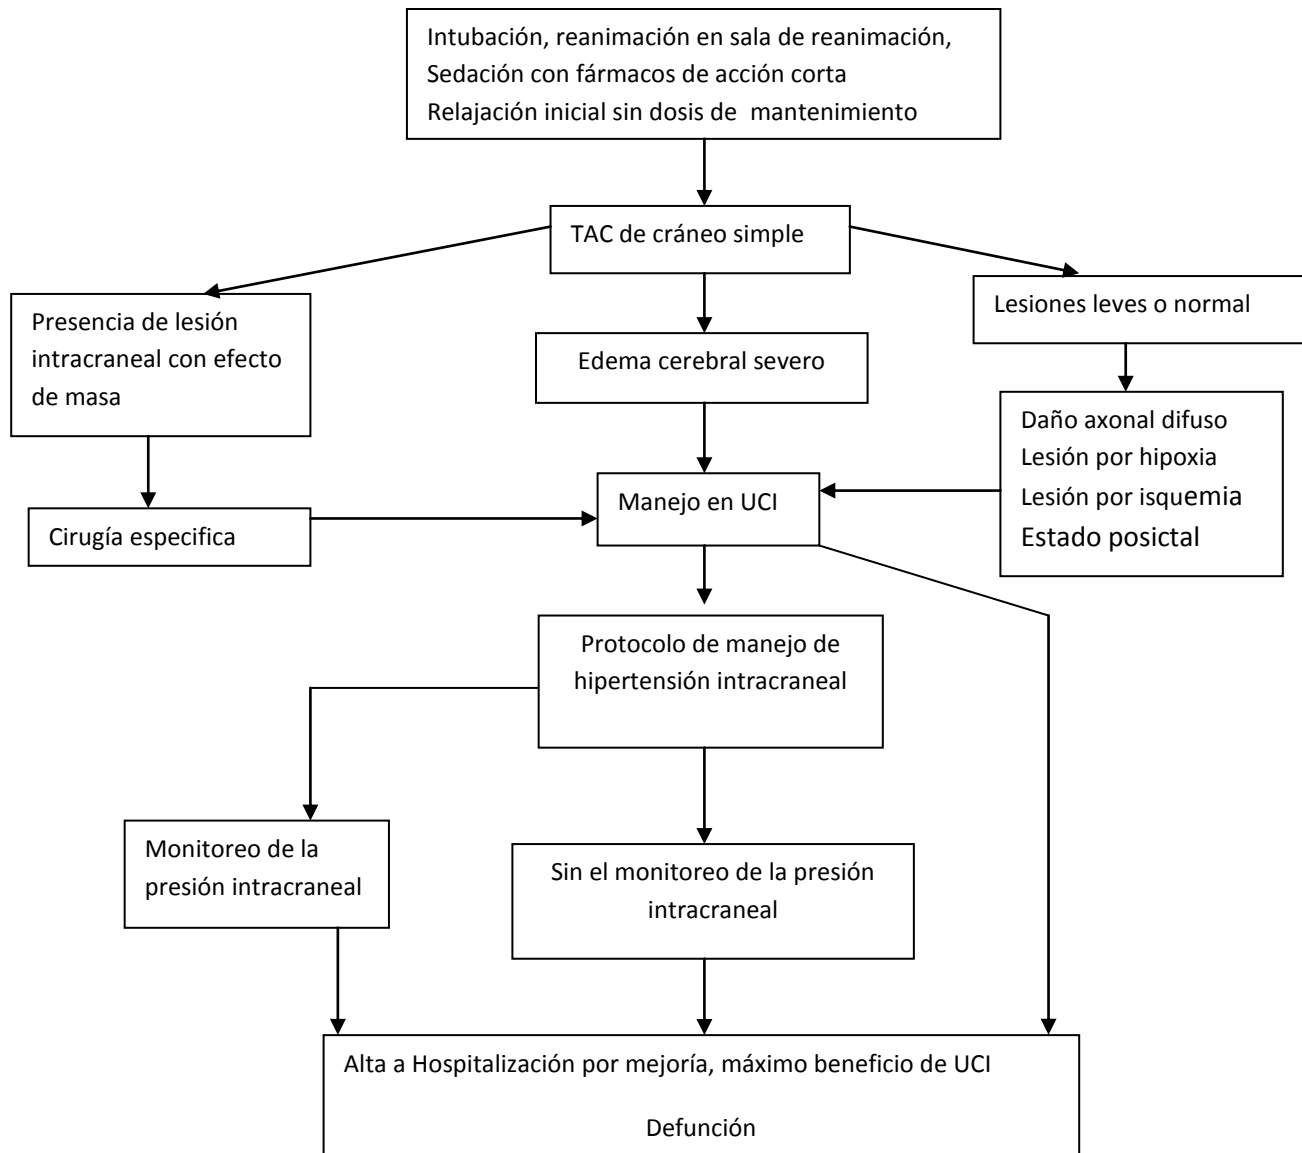 Intubación, reanimación en sala de reanimación,
Sedación con fármacos de acción corta
Relajación inicial sin dosis de mantenimiento
TAC de cráneo simple
Presencia de lesión
intracraneal con efecto
de masa
Edema cerebral severo
Lesiones leves o normal
Daño axonal difuso
Lesión por hipoxia
Lesión por isquemia
Estado posictal
Cirugía especifica
Manejo en UCI
Protocolo de manejo de
hipertensión intracraneal
Monitoreo de la
presión intracraneal
Sin el monitoreo de la presión
intracraneal
Alta a Hospitalización por mejoría, máximo beneficio de UCI
Defunción